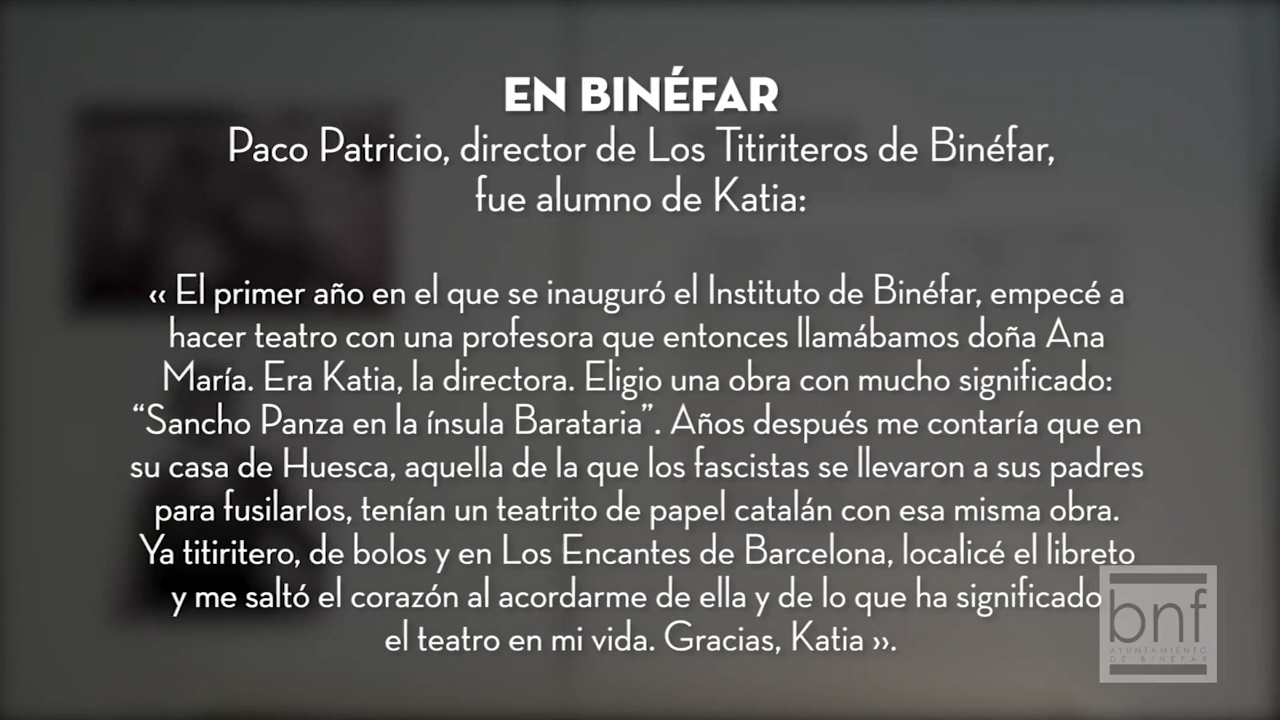 EN BINÉFAR
Paco Patricio, director de Los Titiriteros de Binéfar,
fue alumno de Katia:
‹‹ El primer año en el que se inauguró el Instituto de Binéfar, empecé a
hacer teatro con una profesora que entonces llamábamos doña Ana
María. Era Katia, la directora. Eligio una obra con mucho significado:
“Sancho Panza en la ínsula Barataria”. Años después me contaría que en
su casa de Huesca, aquella de la que los fascistas se llevaron a sus padres
para fusilarlos, tenían un teatrito de papel catalán con esa misma obra.
Ya titiritero, de bolos y en Los Encantes de Barcelona, localicé el libreto
y me saltó el corazón al acordarme de ella y de lo que ha significado
el teatro en mi vida. Gracias, Katia ››.
bnf
AYUNTAMIENTO
DE BINÉFAR